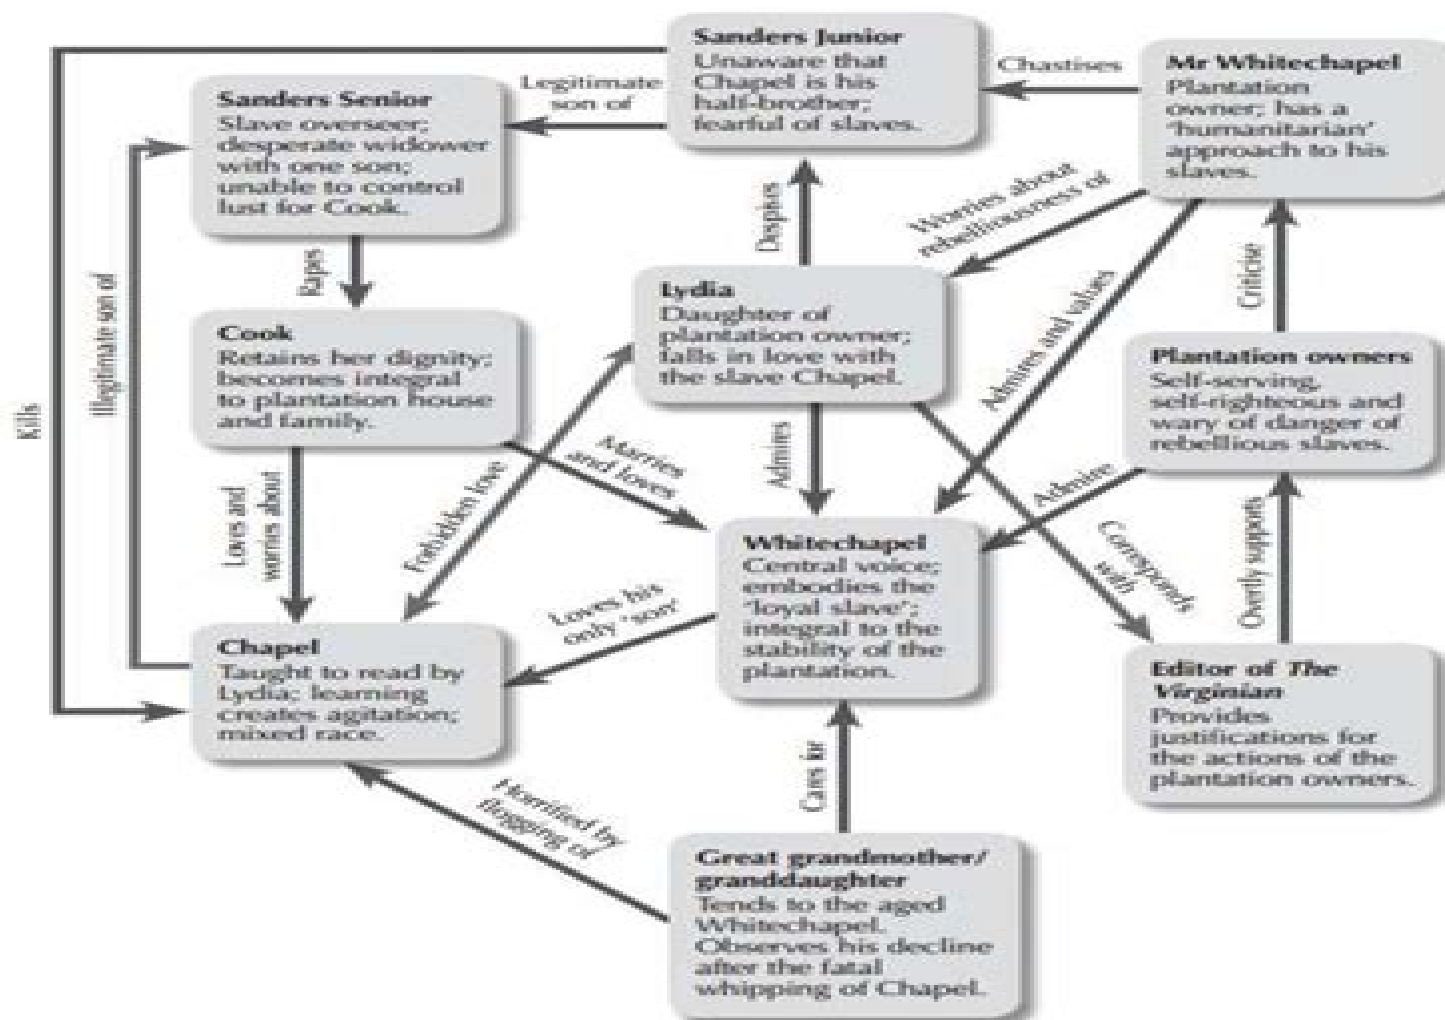 Sanders Junior
Unaware that
Chapel is his
half-brother;
fearful of slaves.
Chastises
Mr Whitechapel
Plantation
owner; has a
'humanitarian'
approach to his
slaves.
Legitimate
son of
Sanders Senior
Slave overseer;
desperate widower
with one son;
unable to control
lust for Cook.
Worries about
rebelliousness of
Despises
Rapes
Illegitimate son of
Kills
Lydia
Daughter of
plantation owner;
falls in love with
the slave Chapel.
Admires and values
Criticise
Cook
Retains her dignity;
becomes integral
to plantation house
and family.
Plantation owners
Self-serving,
self-righteous and
wary of danger of
rebellious slaves.
Loves and
worries about
Forbidden love
Marries
and loves
Admires
Admire
Corresponds
with
Overtly supports
Whitechapel
Central voice;
embodies the
'loyal slave';
integral to the
stability of the
plantation.
Loves his
only 'son'
Chapel
Taught to read by
Lydia; learning
creates agitation;
mixed race.
Editor of The
Virginian
Provides
justifications for
the actions of the
plantation owners.
Horrified by
flogging of
Cares for
Great grandmother/
granddaughter
Tends to the aged
Whitechapel.
Observes his decline
after the fatal
whipping of Chapel.